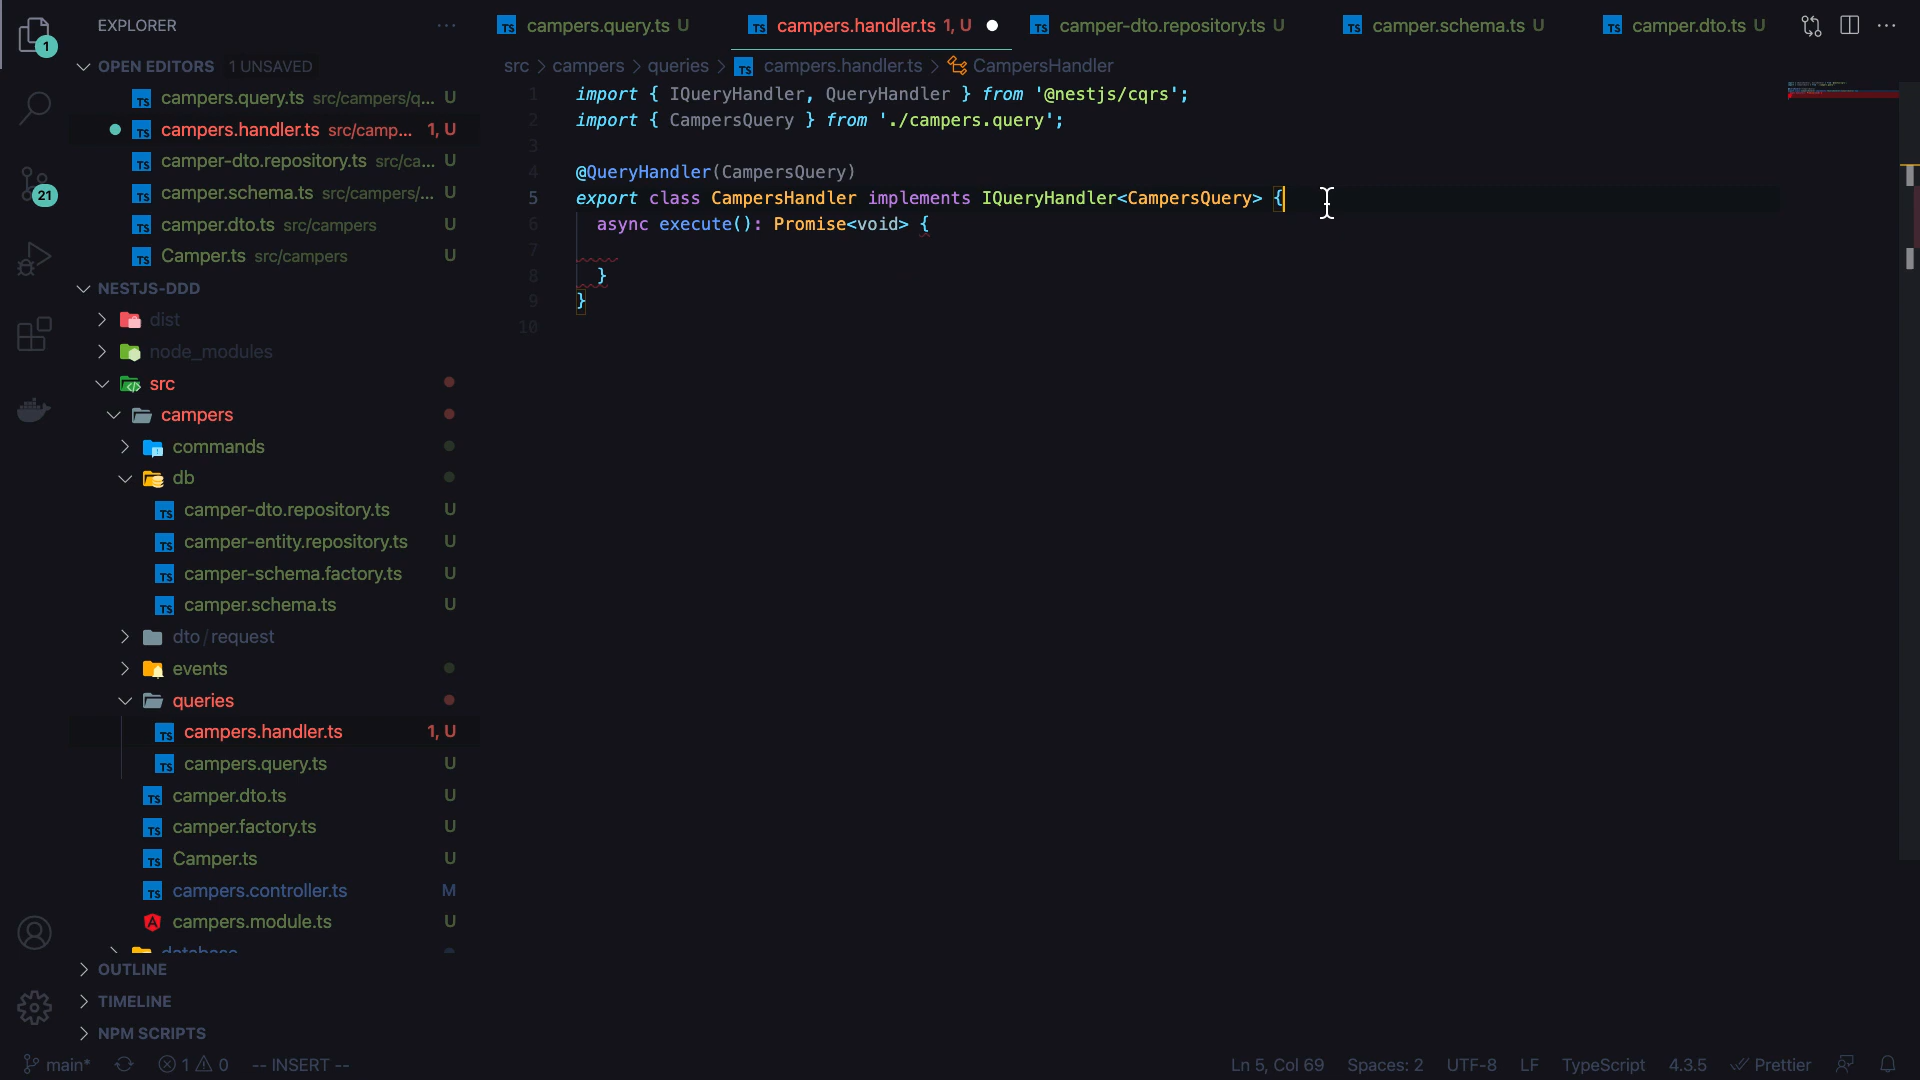 EXPLORER
OPEN EDITORS 1 UNSAVED
campers.query.ts src/campers/q... U
campers.handler.ts src/camp... 1, U
camper-dto.repository.ts src/ca... U
camper.schema.ts src/campers/... U
camper.dto.ts src/campers U
Camper.ts src/campers U
NESTJS-DDD
dist
node_modules
src
campers
commands
db
camper-dto.repository.ts U
camper-entity.repository.ts U
camper-schema.factory.ts U
camper.schema.ts U
dto/request
events
queries
campers.handler.ts 1, U
campers.query.ts U
camper.dto.ts U
camper.factory.ts U
Camper.ts U
campers.controller.ts M
campers.module.ts U
database
OUTLINE
TIMELINE
NPM SCRIPTS
1
21
campers.query.ts U
campers.handler.ts 1, U
camper-dto.repository.ts U
camper.schema.ts U
camper.dto.ts U
src > campers > queries > campers.handler.ts > CampersHandler
1 import { IQueryHandler, QueryHandler } from '@nestjs/cqrs';
2 import { CampersQuery } from './campers.query';
3
4 @QueryHandler(CampersQuery)
5 export class CampersHandler implements IQueryHandler<CampersQuery> {
6 async execute(): Promise<void> {
7
8 }
9 }
10
main* 1 0 -- INSERT --
Ln 5, Col 69 Spaces: 2 UTF-8 LF TypeScript 4.3.5 Prettier